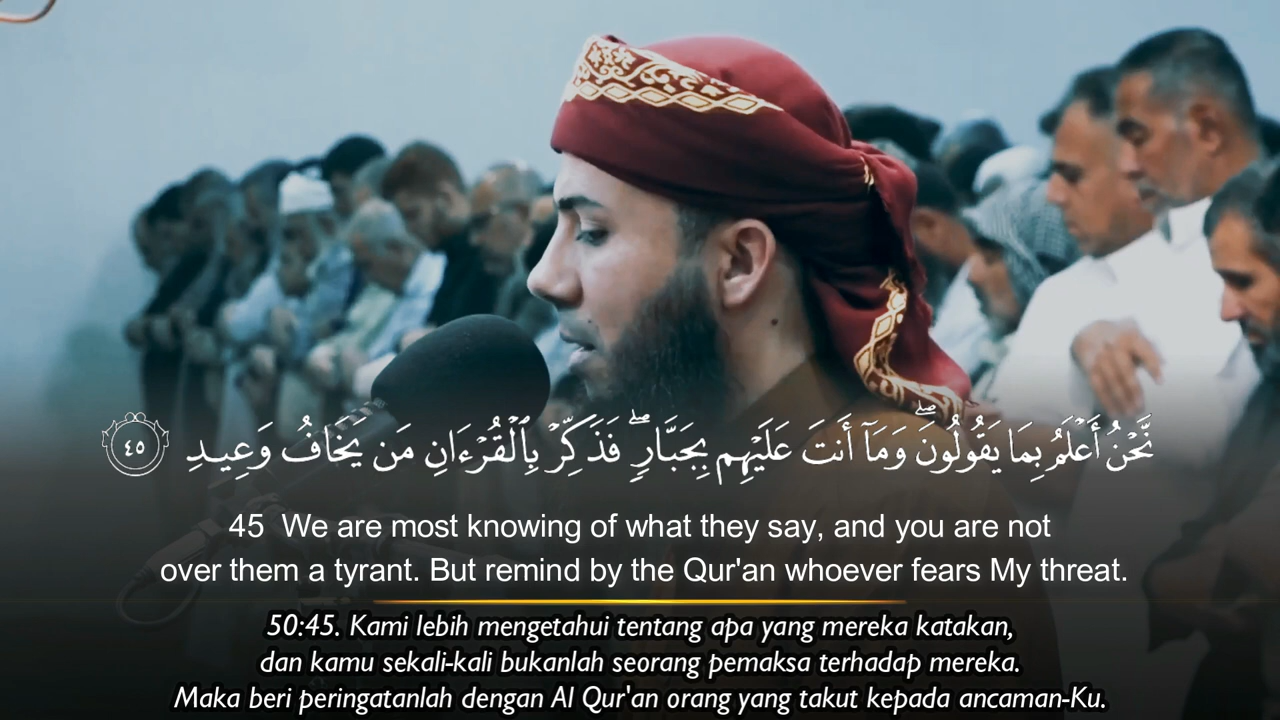 نَّحْنُ أَعْلَمُ بِمَا يَقُولُونَ ۖ وَمَآ أَنتَ عَلَيْهِم بِجَبَّارٍ ۖ فَذَكِّرْ بِٱلْقُرْءَانِ مَن يَخَافُ وَعِيدِ ٤٥
45 We are most knowing of what they say, and you are not
over them a tyrant. But remind by the Qur'an whoever fears My threat.
50:45. Kami lebih mengetahui tentang apa yang mereka katakan,
dan kamu sekali-kali bukanlah seorang pemaksa terhadap mereka.
Maka beri peringatanlah dengan Al Qur'an orang yang takut kepada ancaman-Ku.